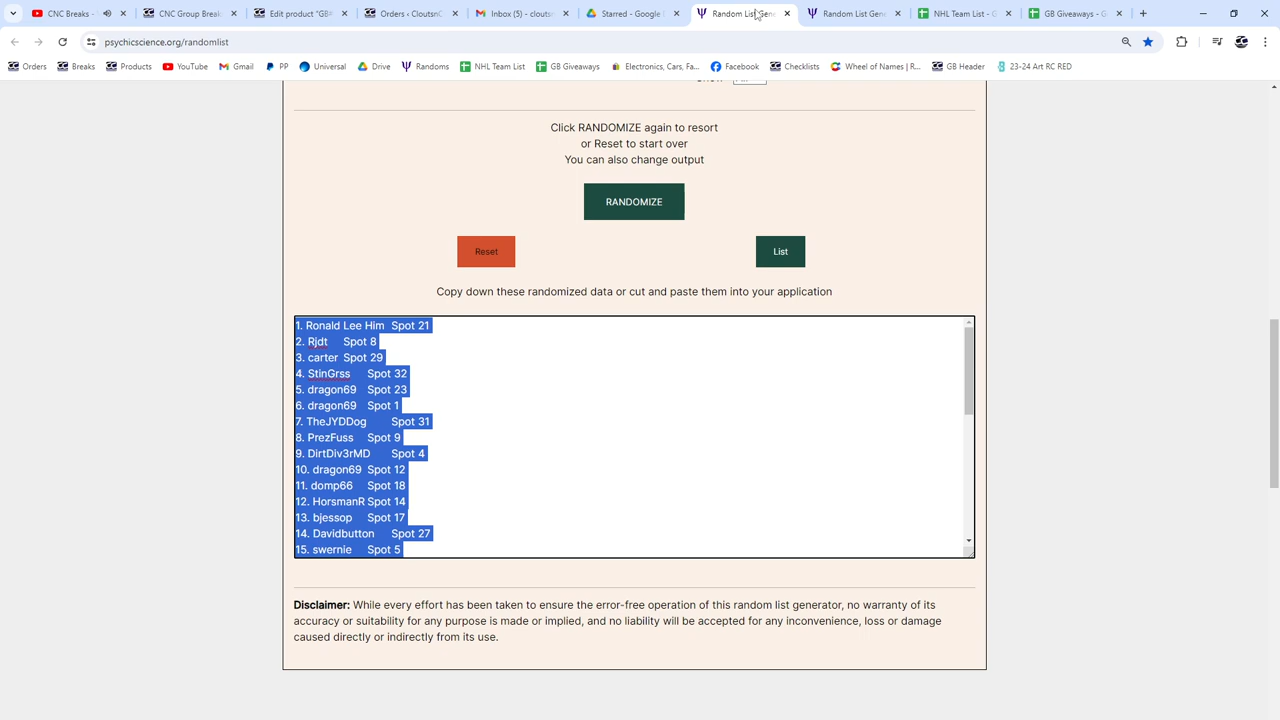 CNC Breaks -
CNC Group Break
Edit product "GB#
Orders < CloutsnC
Inbox (5) - clouts
Starred - Google
Random List Gene
Random List Gene
NHL Team List - G
GB Giveaways - G
psychicscience.org/randomlist
Orders
Breaks
Products
YouTube
Gmail
PP
Universal
Drive
Randoms
NHL Team List
GB Giveaways
Electronics, Cars, Fa...
Facebook
Checklists
Wheel of Names | R...
GB Header
23-24 Art RC RED
Click RANDOMIZE again to resort
or Reset to start over
You can also change output
RANDOMIZE
Reset
List
Copy down these randomized data or cut and paste them into your application
1. Ronald Lee Him Spot 21
2. Rjdt Spot 8
3. carter Spot 29
4. StinGrss Spot 32
5. dragon69 Spot 23
6. dragon69 Spot 1
7. TheJYDDog Spot 31
8. PrezFuss Spot 9
9. DirtDiv3rMD Spot 4
10. dragon69 Spot 12
11. domp66 Spot 18
12. HorsmanR Spot 14
13. bjessop Spot 17
14. Davidbutton Spot 27
15. swernie Spot 5
Disclaimer: While every effort has been taken to ensure the error-free operation of this random list generator, no warranty of its
accuracy or suitability for any purpose is made or implied, and no liability will be accepted for any inconvenience, loss or damage
caused directly or indirectly from its use.